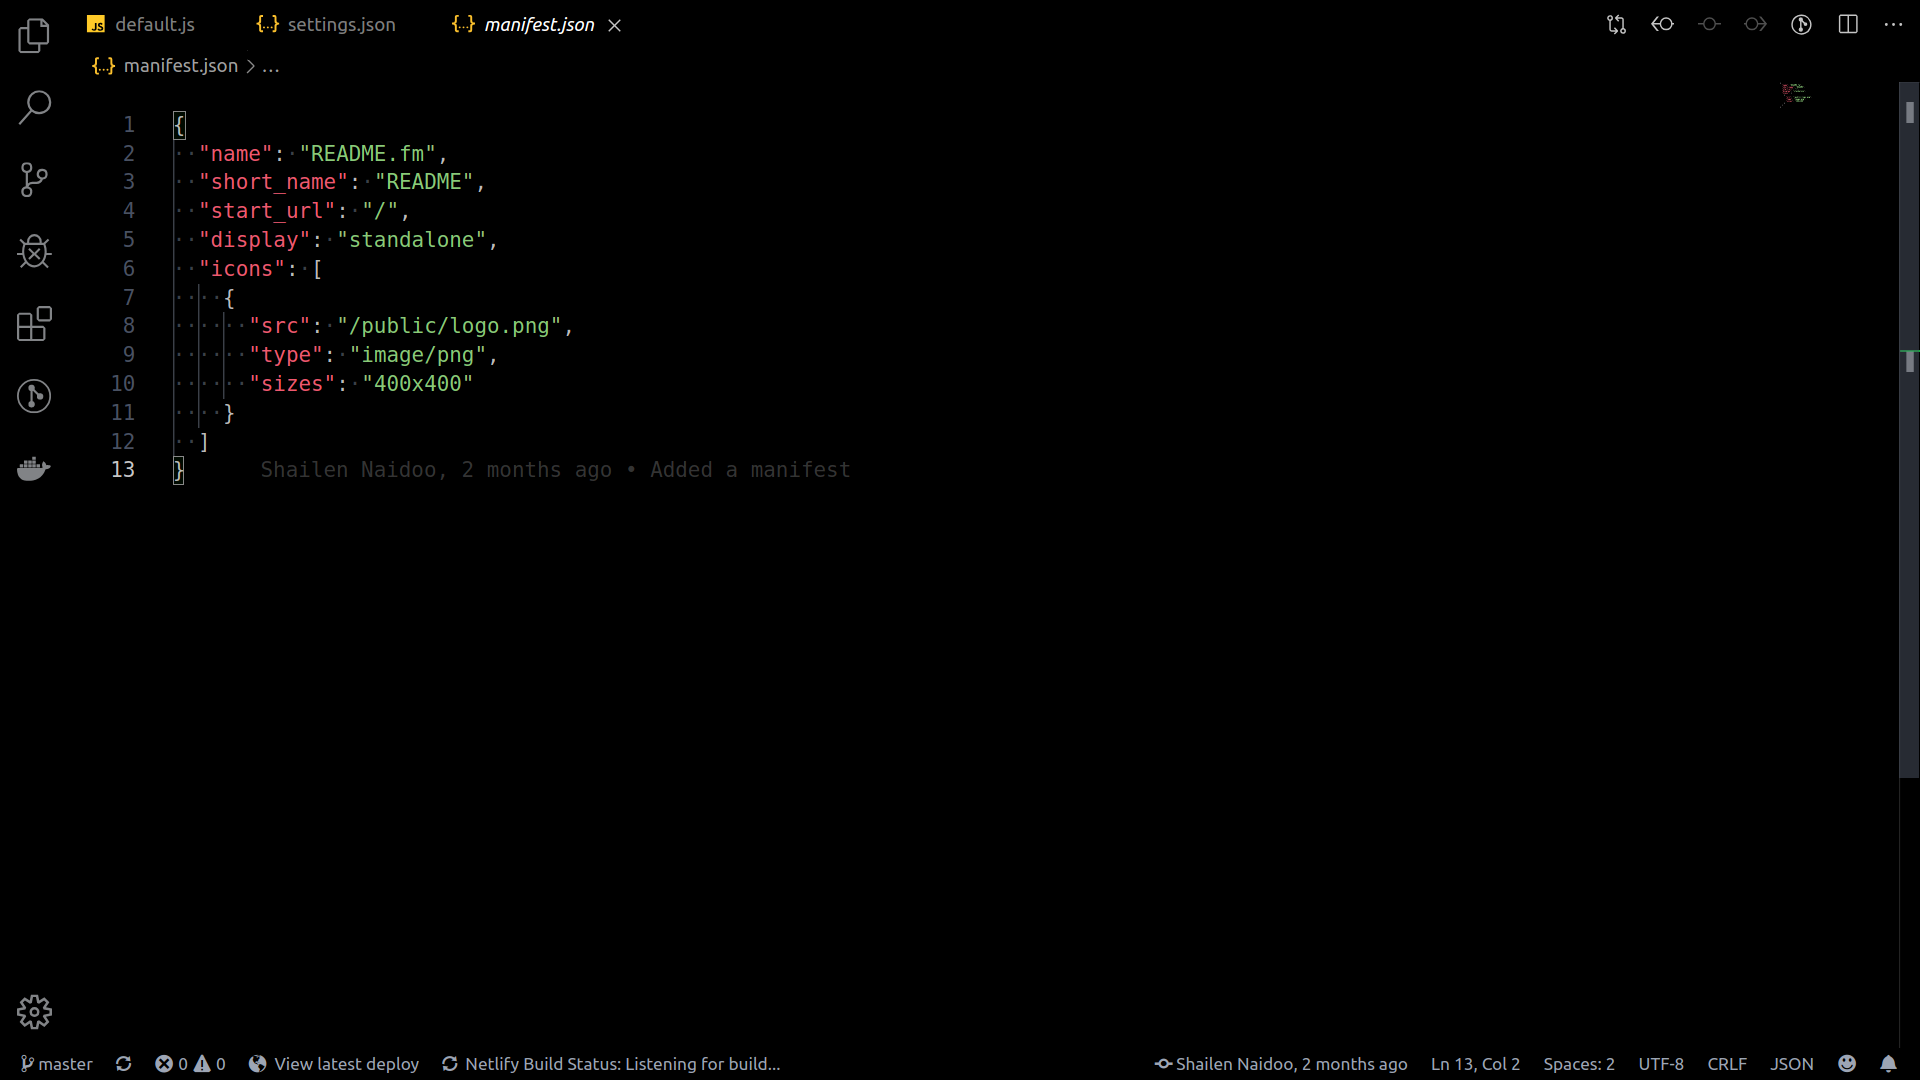 JS default.js {..} settings.json {..} manifest.json
{..} manifest.json > ...
1 {
2 "name": "README.fm",
3 "short_name": "README",
4 "start_url": "/",
5 "display": "standalone",
6 "icons": [
7 {
8 "src": "/public/logo.png",
9 "type": "image/png",
10 "sizes": "400x400"
11 }
12 ]
13 } Shailen Naidoo, 2 months ago • Added a manifest
master 0 0 View latest deploy Netlify Build Status: Listening for build... Shailen Naidoo, 2 months ago Ln 13, Col 2 Spaces: 2 UTF-8 CRLF JSON